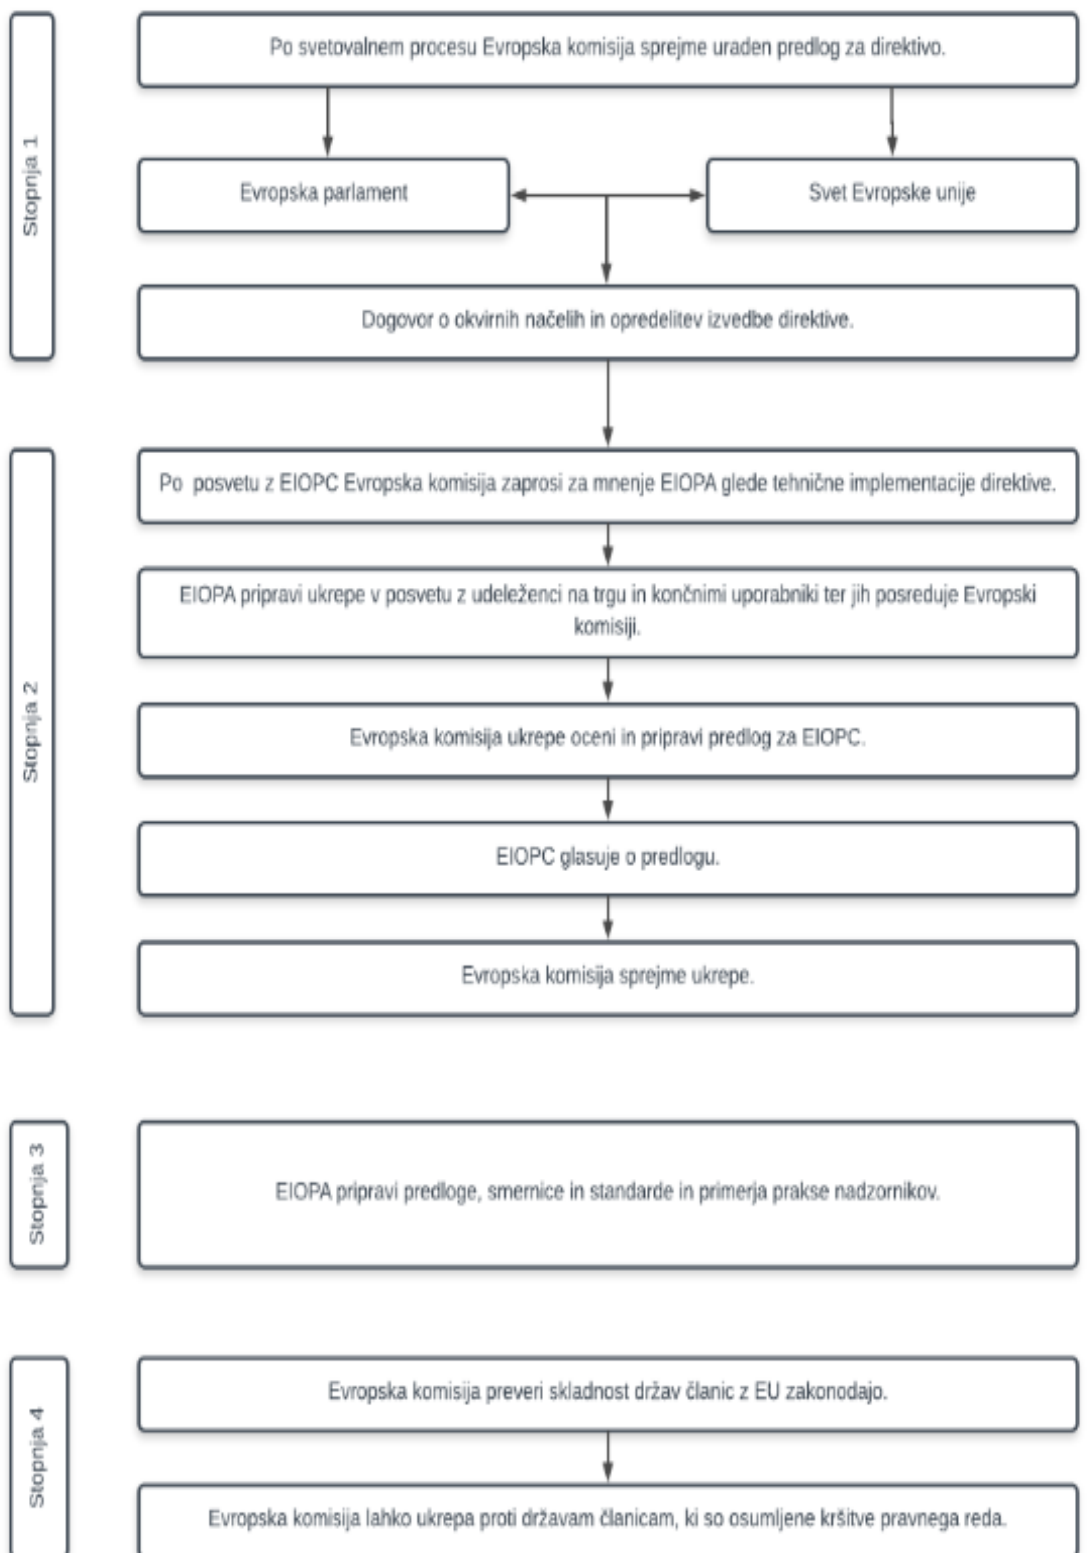 Stopnja 1
Po svetovalnem procesu Evropska komisija sprejme uraden predlog za direktivo.
Evropska parlament
Svet Evropske unije
Dogovor o okvirnih načelih in opredelitev izvedbe direktive.
Stopnja 2
Po posvetu z EIOPC Evropska komisija zaprosi za mnenje EIOPA glede tehnične implementacije direktive.
EIOPA pripravi ukrepe v posvetu z udeleženci na trgu in končnimi uporabniki ter jih posreduje Evropski
komisiji.
Evropska komisija ukrepe oceni in pripravi predlog za EIOPC.
EIOPC glasuje o predlogu.
Evropska komisija sprejme ukrepe.
Stopnja 3
EIOPA pripravi predloge, smernice in standarde in primerja prakse nadzornikov.
Stopnja 4
Evropska komisija preveri skladnost držav članic z EU zakonodajo.
Evropska komisija lahko ukrepa proti državam članicam, ki so osumljene kršitve pravnega reda.